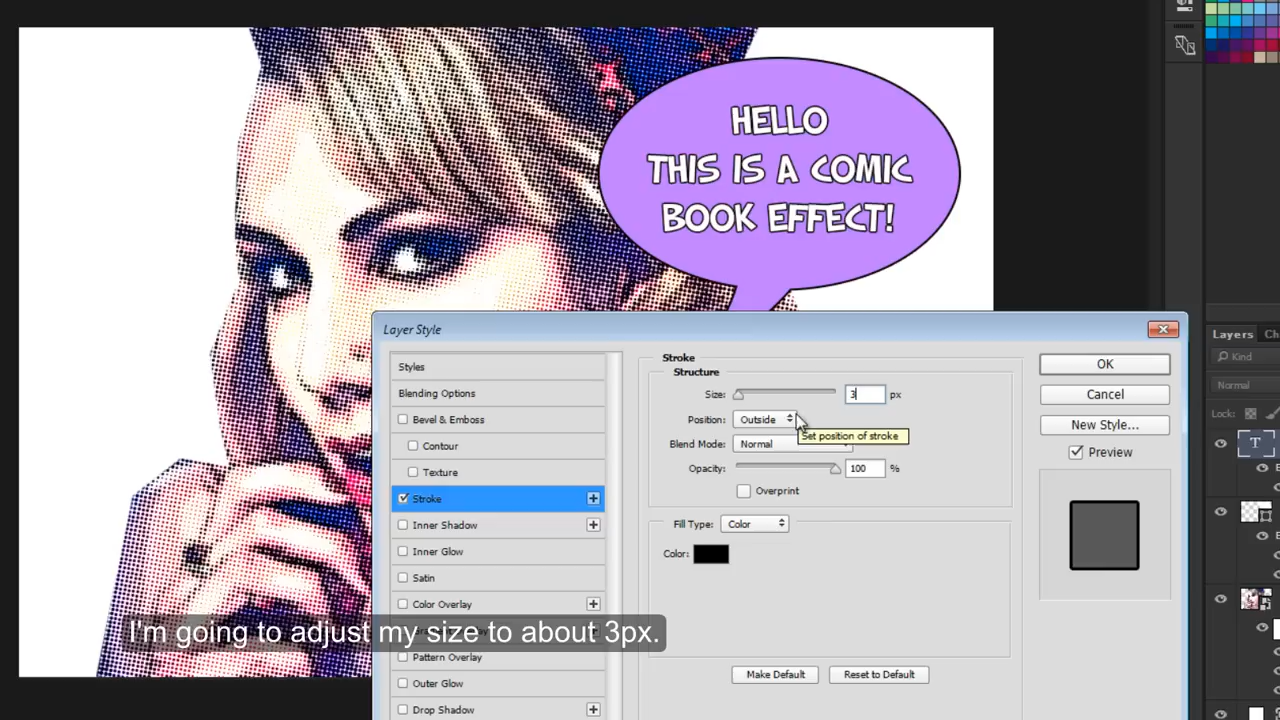 HELLO
THIS IS A COMIC
BOOK EFFECT!
Layer Style
Styles
Blending Options
Bevel & Emboss
Contour
Texture
Stroke
Inner Shadow
Inner Glow
Satin
Color Overlay
Pattern Overlay
Outer Glow
Drop Shadow
Stroke
Structure
Size: 3 px
Position: Outside
Set position of stroke
Blend Mode: Normal
Opacity: 100 %
Overprint
Fill Type: Color
Color:
Make Default Reset to Default
OK
Cancel
New Style...
Preview
Layers
Kind
Normal
Lock:
T
I'm going to adjust my size to about 3px.